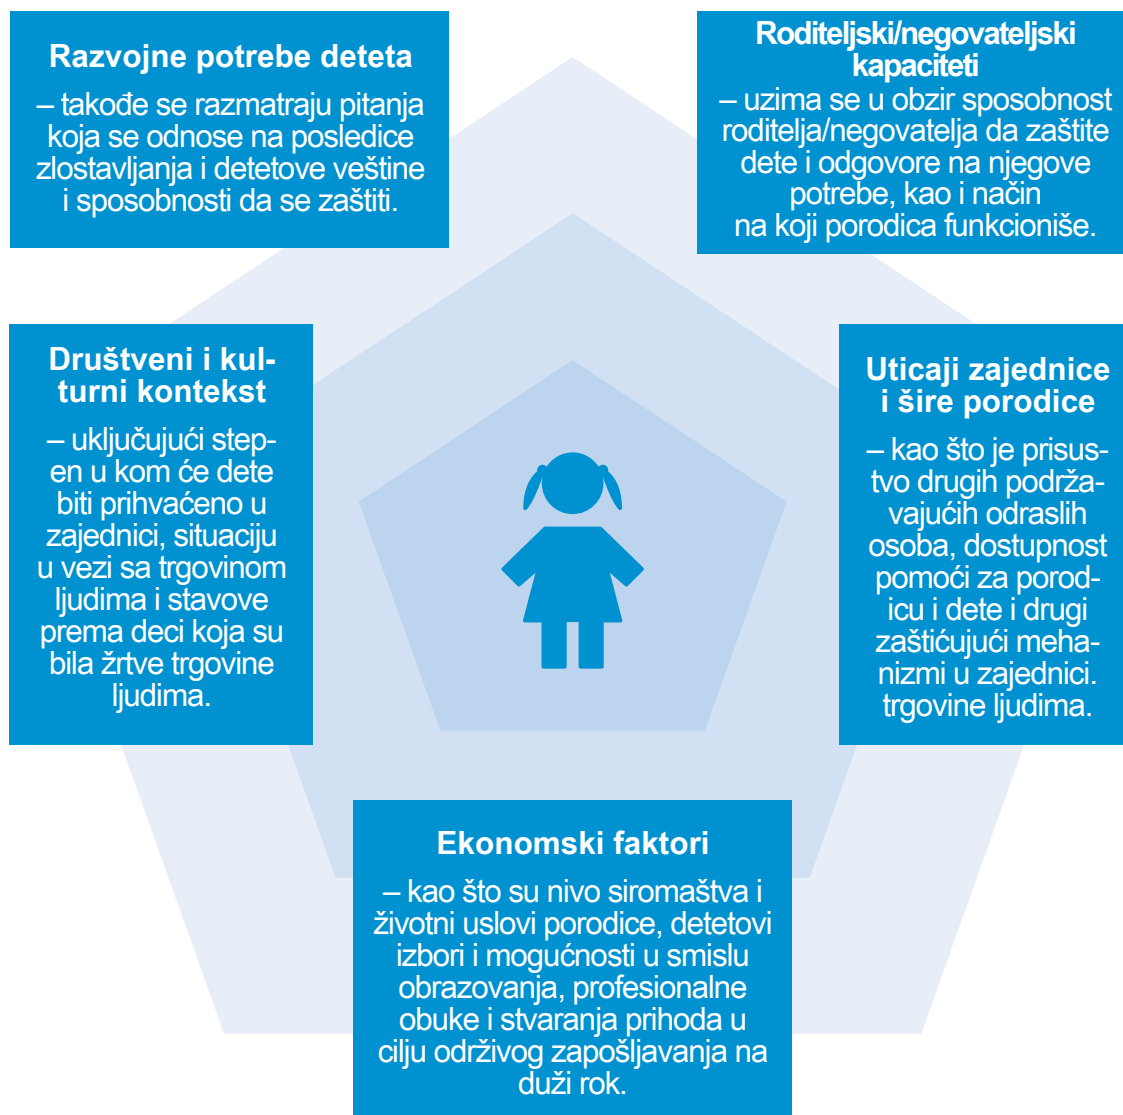 Razvojne potrebe deteta
– takođe se razmatraju pitanja
koja se odnose na posledice
zlostavljanja i detetove veštine
i sposobnosti da se zaštiti.
Roditeljski/negovateljski
kapaciteti
– uzima se u obzir sposobnost
roditelja/negovatelja da zaštite
dete i odgovore na njegove
potrebe, kao i način
na koji porodica funkcioniše.
Društveni i kul-
turni kontekst
– uključujući step-
en u kom će dete
biti prihvaćeno u
zajednici, situaciju
u vezi sa trgovinom
ljudima i stavove
prema deci koja su
bila žrtve trgovine
ljudima.
Uticaji zajednice
i šire porodice
– kao što je prisus-
tvo drugih podrža-
vajućih odraslih
osoba, dostupnost
pomoći za porod-
icu i dete i drugi
zaštićujući meha-
nizmi u zajednici.
trgovine ljudima.
Ekonomski faktori
– kao što su nivo siromaštva i
životni uslovi porodice, detetovi
izbori i mogućnosti u smislu
obrazovanja, profesionalne
obuke i stvaranja prihoda u
cilju održivog zapošljavanja na
duži rok.